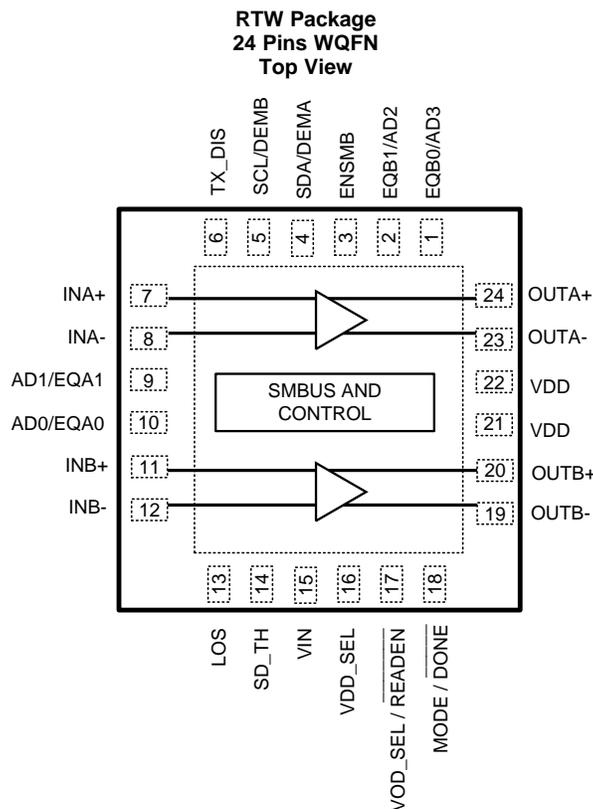 RTW Package
24 Pins WQFN
Top View
TX_DIS
SCL/DEMB
SDA/DEMA
ENSMB
EQB1/AD2
EQB0/AD3
6
5
4
3
2
1
INA+
7
24
OUTA+
INA-
8
23
OUTA-
AD1/EQA1
9
SMBUS AND
CONTROL
22
VDD
AD0/EQA0
10
21
VDD
INB+
11
20
OUTB+
INB-
12
19
OUTB-
13
14
15
16
17
18
LOS
SD_TH
VIN
VDD_SEL
VOD_SEL / READEN
MODE / DONE